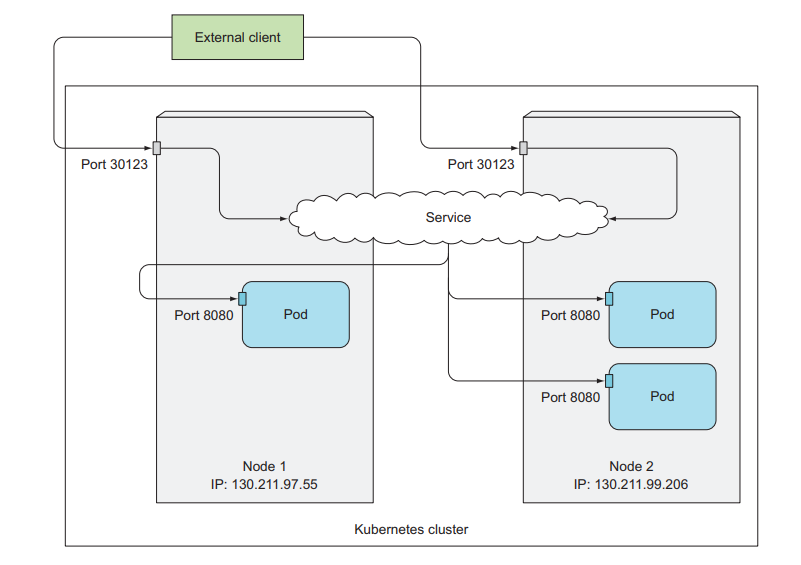 External client
Port 30123
Port 30123
Service
Port 8080
Pod
Port 8080
Pod
Port 8080
Pod
Node 1
IP: 130.211.97.55
Node 2
IP: 130.211.99.206
Kubernetes cluster